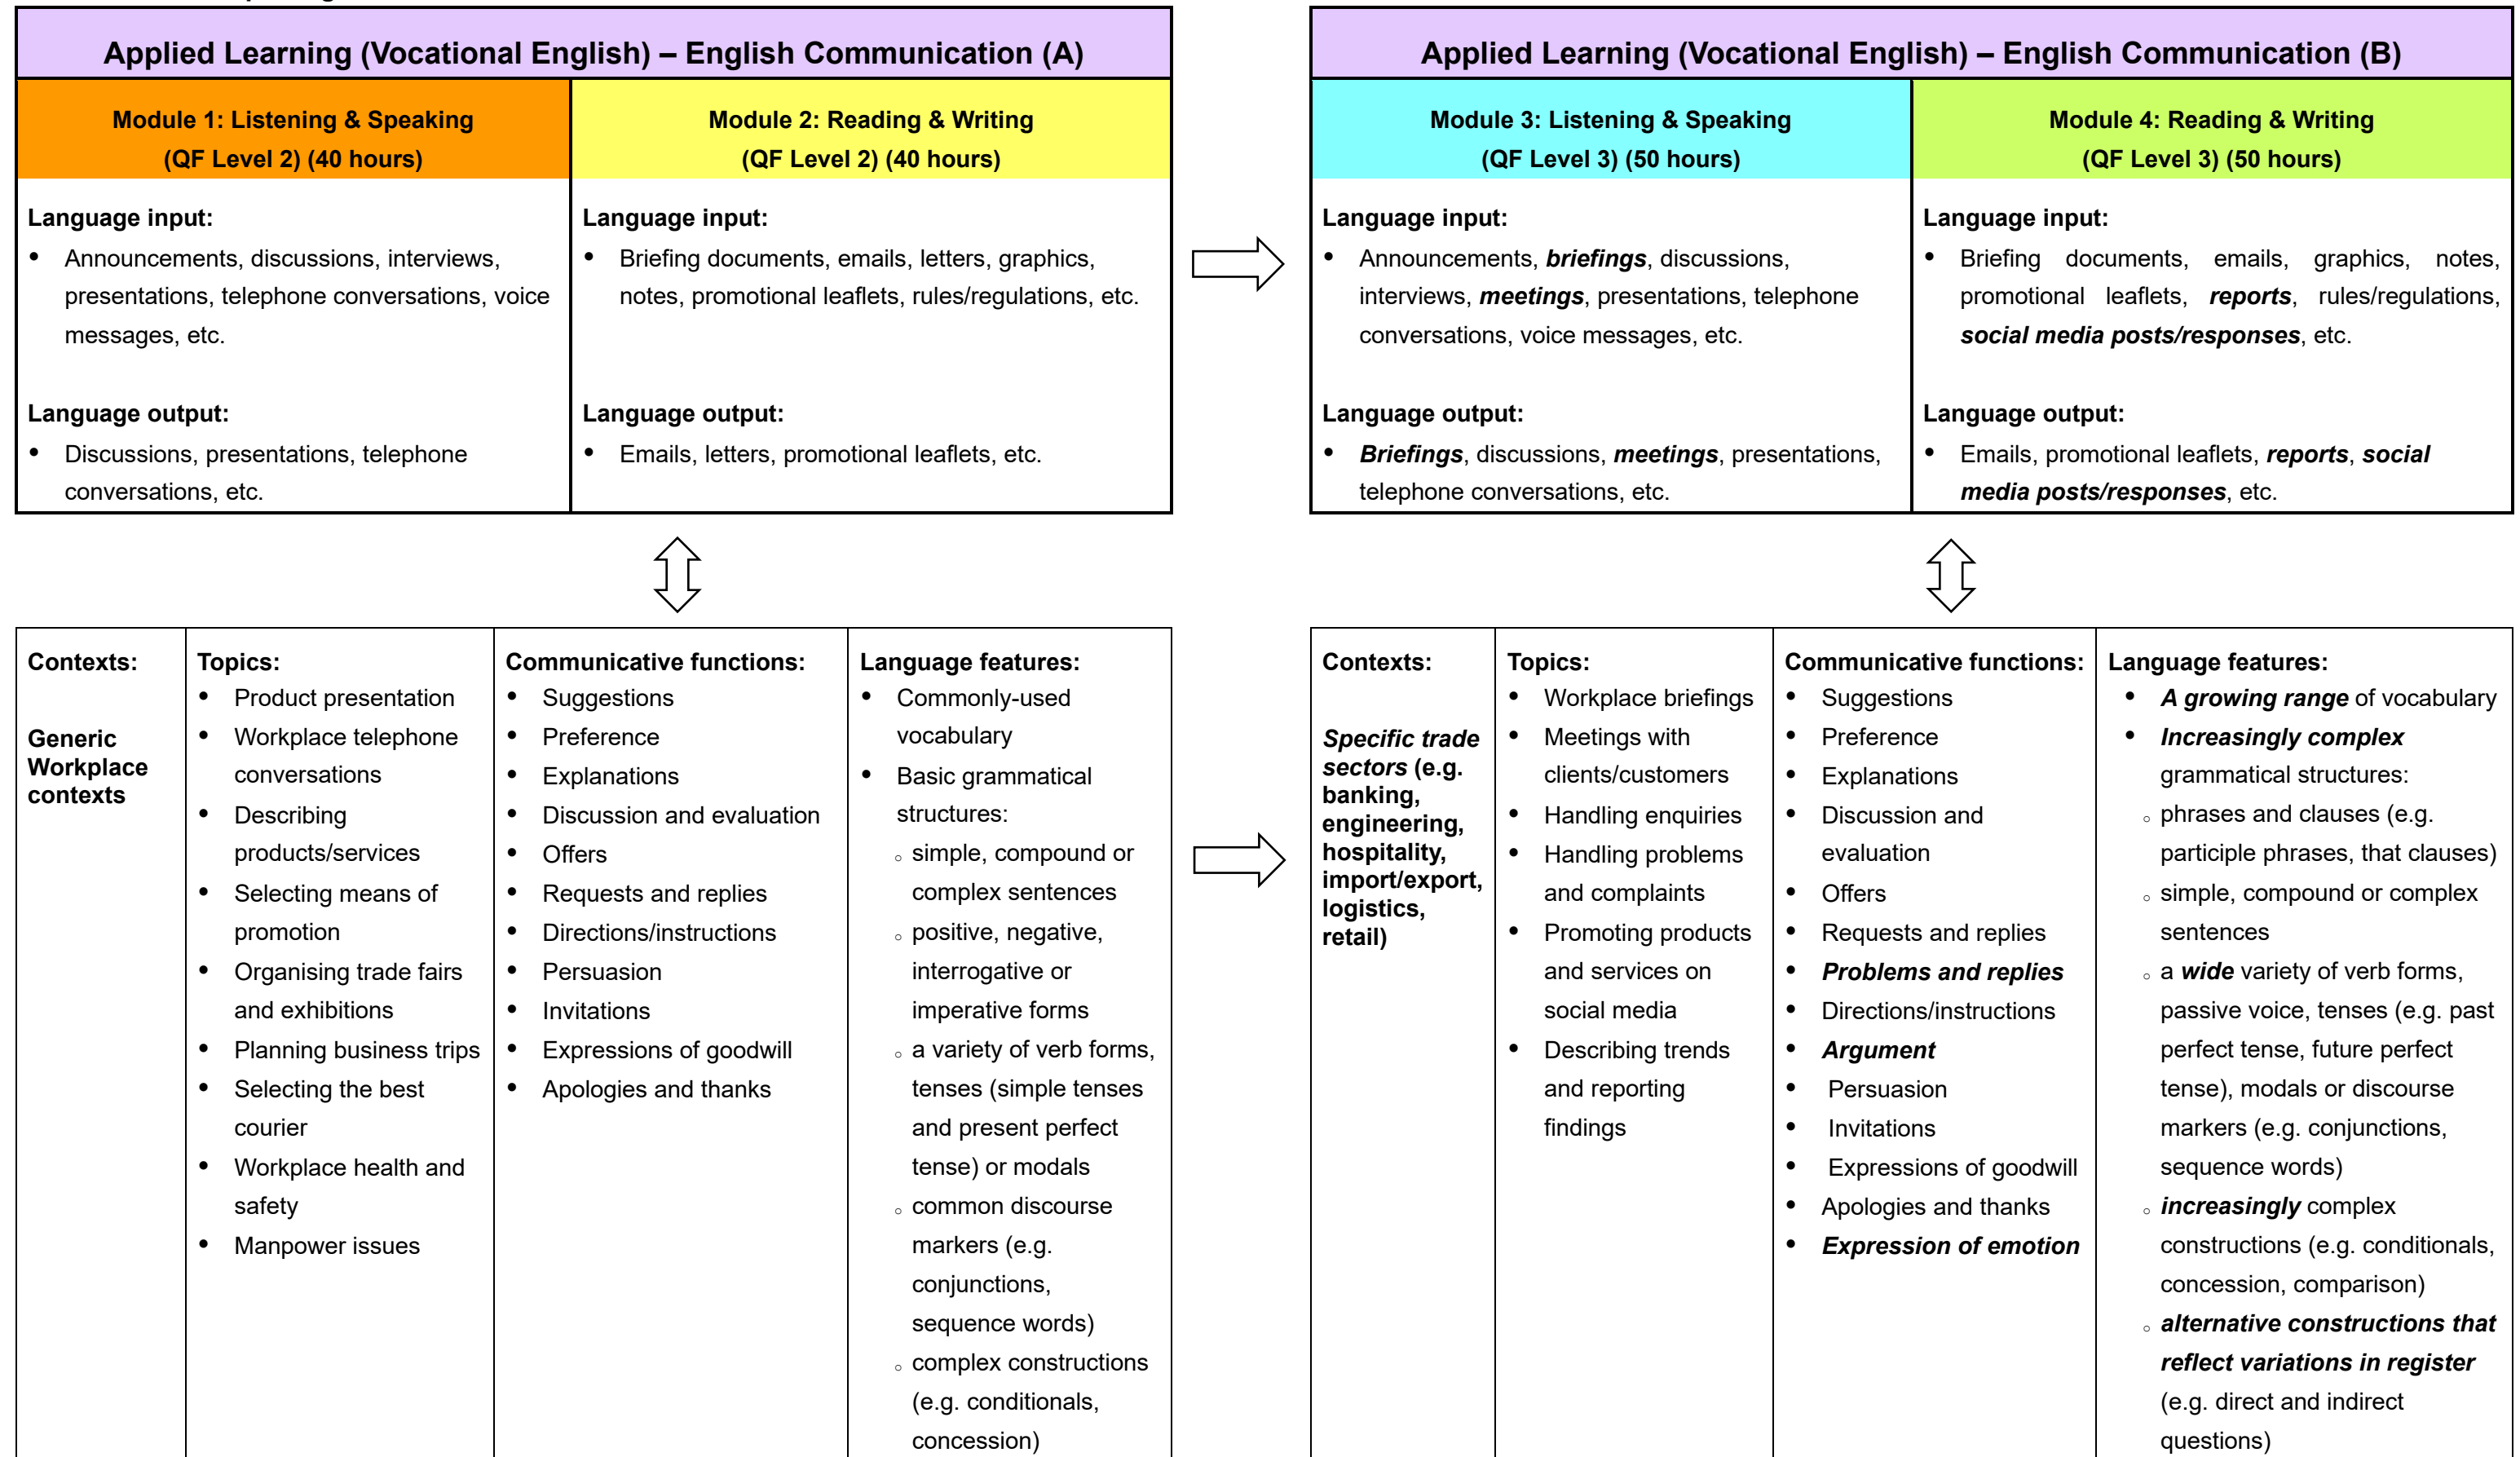 Applied Learning (Vocational English) – English Communication (A)
Module 1: Listening & Speaking
(QF Level 2) (40 hours)
Language input:
• Announcements, discussions, interviews,
presentations, telephone conversations, voice
messages, etc.
Language output:
• Discussions, presentations, telephone
conversations, etc.
Module 2: Reading & Writing
(QF Level 2) (40 hours)
Language input:
• Briefing documents, emails, letters, graphics,
notes, promotional leaflets, rules/regulations, etc.
Language output:
• Emails, letters, promotional leaflets, etc.
Applied Learning (Vocational English) – English Communication (B)
Module 3: Listening & Speaking
(QF Level 3) (50 hours)
Language input:
• Announcements, briefings, discussions,
interviews, meetings, presentations, telephone
conversations, voice messages, etc.
Language output:
• Briefings, discussions, meetings, presentations,
telephone conversations, etc.
Module 4: Reading & Writing
(QF Level 3) (50 hours)
Language input:
• Briefing documents, emails, graphics, notes,
promotional leaflets, reports, rules/regulations,
social media posts/responses, etc.
Language output:
• Emails, promotional leaflets, reports, social
media posts/responses, etc.
Contexts:
Generic
Workplace
contexts
Topics:
• Product presentation
• Workplace telephone
conversations
• Describing
products/services
• Selecting means of
promotion
• Organising trade fairs
and exhibitions
• Planning business trips
• Selecting the best
courier
• Workplace health and
safety
• Manpower issues
Communicative functions:
• Suggestions
• Preference
• Explanations
• Discussion and evaluation
• Offers
• Requests and replies
• Directions/instructions
• Persuasion
• Invitations
• Expressions of goodwill
• Apologies and thanks
Language features:
• Commonly-used
vocabulary
• Basic grammatical
structures:
○ simple, compound or
complex sentences
○ positive, negative,
interrogative or
imperative forms
○ a variety of verb forms,
tenses (simple tenses
and present perfect
tense) or modals
○ common discourse
markers (e.g.
conjunctions,
sequence words)
○ complex constructions
(e.g. conditionals,
concession)
Contexts:
Specific trade
sectors (e.g.
banking,
engineering,
hospitality,
import/export,
logistics,
retail)
Topics:
• Workplace briefings
• Meetings with
clients/customers
• Handling enquiries
• Handling problems
and complaints
• Promoting products
and services on
social media
• Describing trends
and reporting
findings
Communicative functions:
• Suggestions
• Preference
• Explanations
• Discussion and
evaluation
• Offers
• Requests and replies
• Problems and replies
• Directions/instructions
• Argument
• Persuasion
• Invitations
• Expressions of goodwill
• Apologies and thanks
• Expression of emotion
Language features:
• A growing range of vocabulary
• Increasingly complex
grammatical structures:
○ phrases and clauses (e.g.
participle phrases, that clauses)
○ simple, compound or complex
sentences
○ a wide variety of verb forms,
passive voice, tenses (e.g. past
perfect tense, future perfect
tense), modals or discourse
markers (e.g. conjunctions,
sequence words)
○ increasingly complex
constructions (e.g. conditionals,
concession, comparison)
○ alternative constructions that
reflect variations in register
(e.g. direct and indirect
questions)